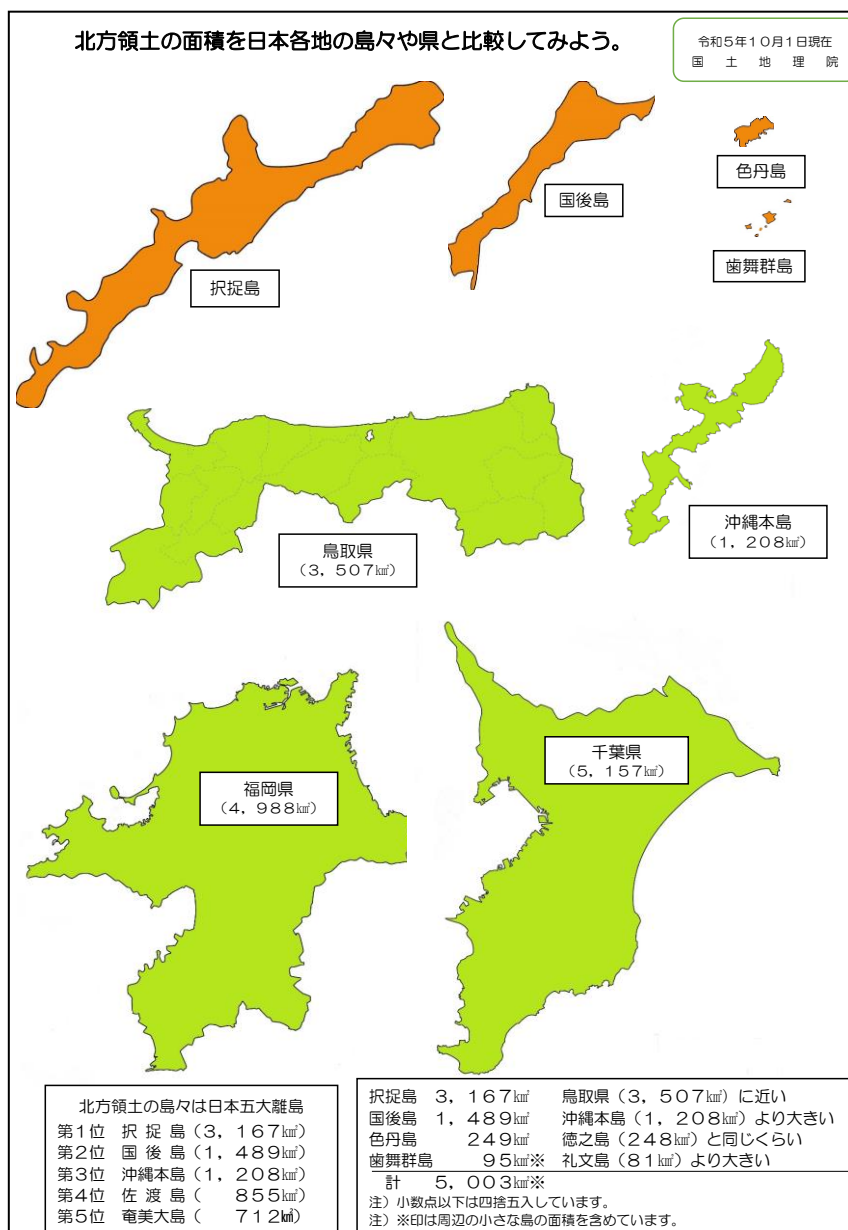 北方領土の面積を日本各地の島々や県と比較してみよう。
令和5年10月1日現在
国土地理院
択捉島
国後島
色丹島
歯舞群島
鳥取県
(3,507㎢)
沖縄本島
(1,208㎢)
福岡県
(4,988㎢)
千葉県
(5,157㎢)
北方領土の島々は日本五大離島
第1位 択捉島(3,167㎢)
第2位 国後島(1,489㎢)
第3位 沖縄本島(1,208㎢)
第4位 佐渡島( 855㎢)
第5位 奄美大島( 712㎢)
択捉島 3,167㎢ 鳥取県(3,507㎢)に近い
国後島 1,489㎢ 沖縄本島(1,208㎢)より大きい
色丹島 249㎢ 徳之島(248㎢)と同じくらい
歯舞群島 95㎢※ 礼文島(81㎢)より大きい
計 5,003㎢※
注)小数点以下は四捨五入しています。
注)※印は周辺の小さな島の面積を含めています。